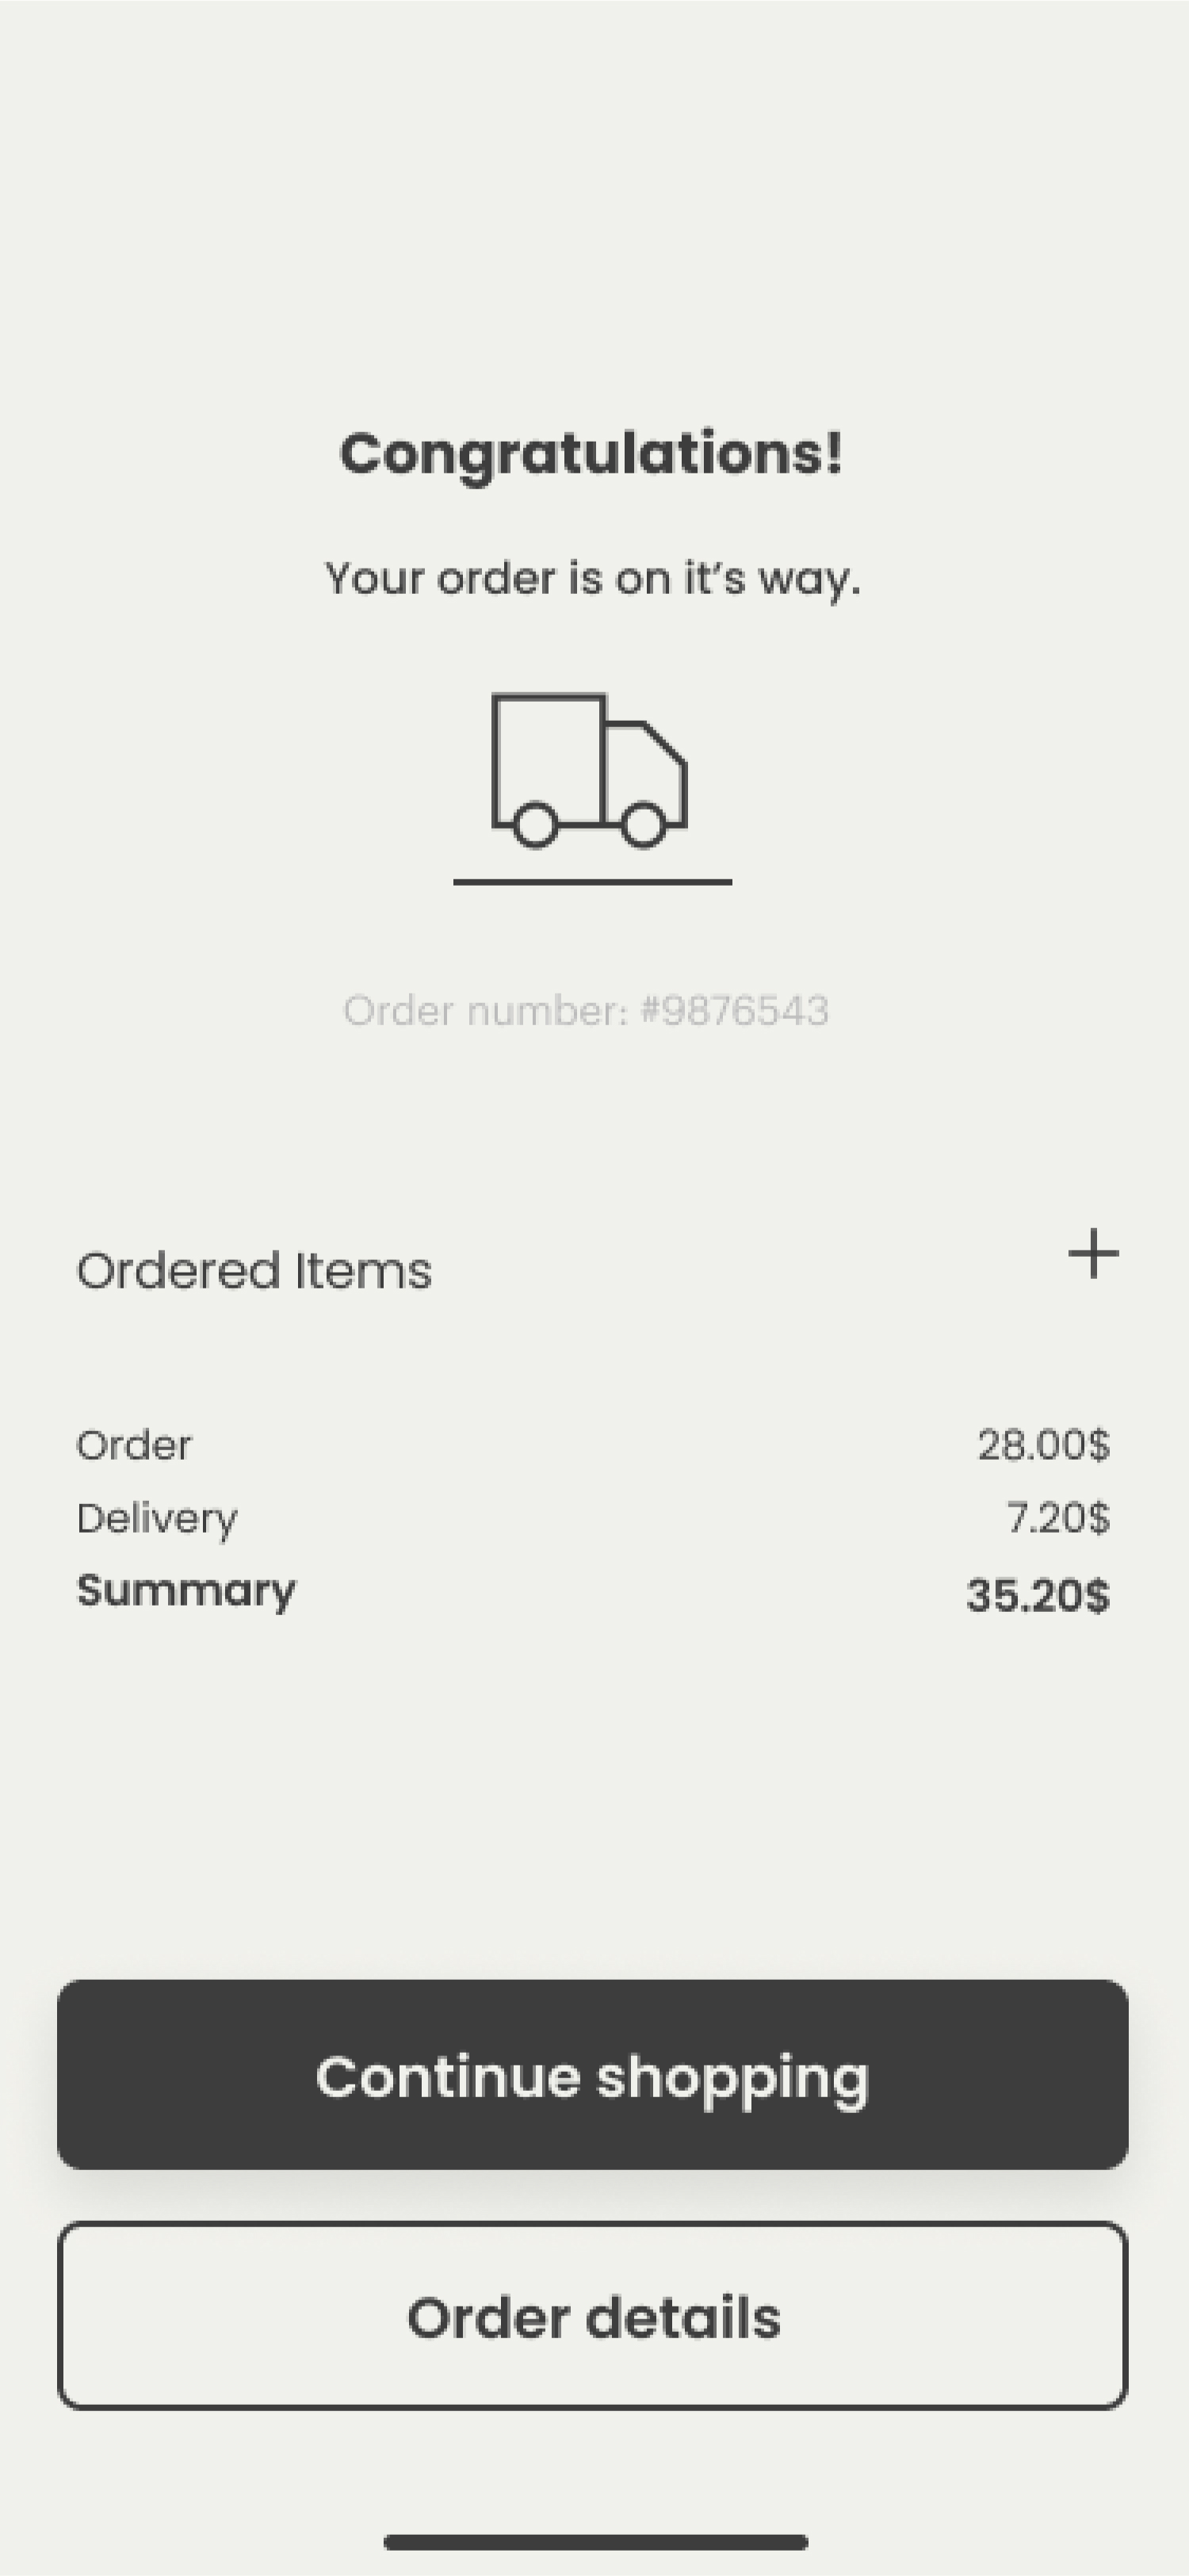 Congratulations!
Your order is on it’s way.
Order number: #9876543
Ordered Items
Order 28.00$
Delivery 7.20$
Summary 35.20$
Continue shopping
Order details